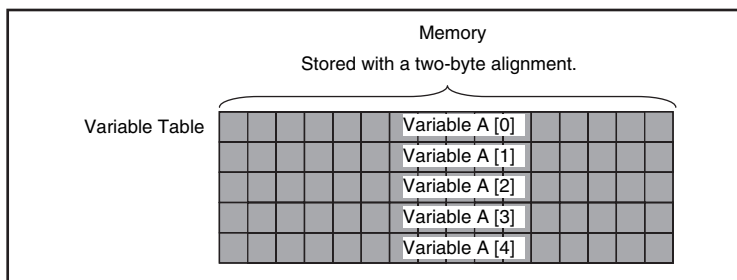 Memory
Stored with a two-byte alignment.
Variable Table
Variable A [0]
Variable A [1]
Variable A [2]
Variable A [3]
Variable A [4]